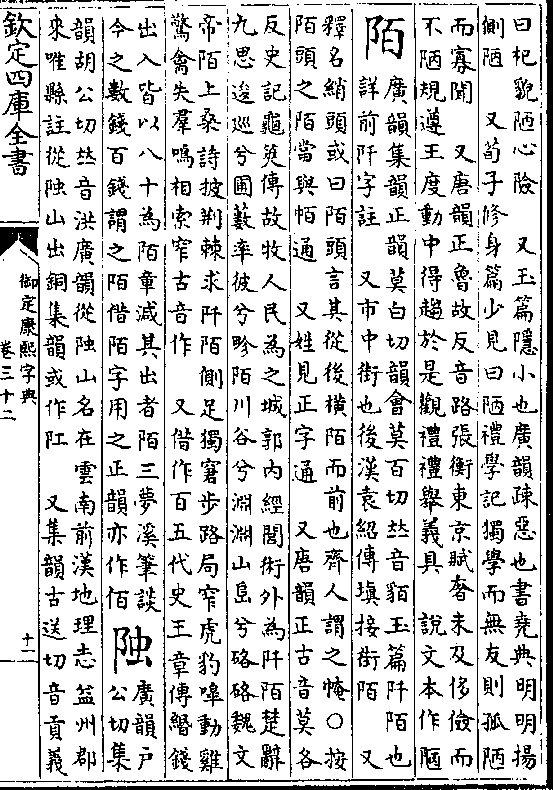 曰杞貌陋心險　又玉篇隱小也廣韻疎惡也書堯典明明揚
側陋　又荀子修身篇少見曰陋禮學記獨學而無友則孤陋
而寡聞　又唐韻正魯故反音路張衡東京賦奢未及侈儉而
不陋規遵王度動中得趨於是觀禮禮舉義具　說文本作陋
陌　廣韻集韻正韻莫白切韻會莫百切𠀤音貊玉篇阡陌也
詳前阡字註　又市中街也後漢袁紹傳瑱接街陌　又
釋名綃頭或曰陌頭言其從後橫陌而前也齊人謂之㡋○按
陌頭之陌當與帕通　又姓見正字通　又唐韻正古音莫各
反史記龜筴傳故牧人民為之城郭內經閭術外為阡陌楚辭
九思逡巡兮圃藪率彼兮畛陌川谷兮淵淵山峊兮硌硌魏文
帝陌上桑詩披荆棘求阡陌側足獨窘步路局窄虎豹嘷動雞
驚禽失羣鳴相索窄古音作　又借作百五代史王章傳緡錢
出入皆以八十為陌章減其出者陌三夢溪筆談
今之數錢百錢謂之陌借陌字用之正韻亦作佰　䧏　廣韻戸
公切集
韻胡公切𠀤音洪廣韻從䧏山名在雲南前漢地理志益州郡
來唯縣註從䧏山出銅集韻或作𨸛　又集韻古送切音貢義
欽定四庫全書
御定康熙字典
卷三十二
十一